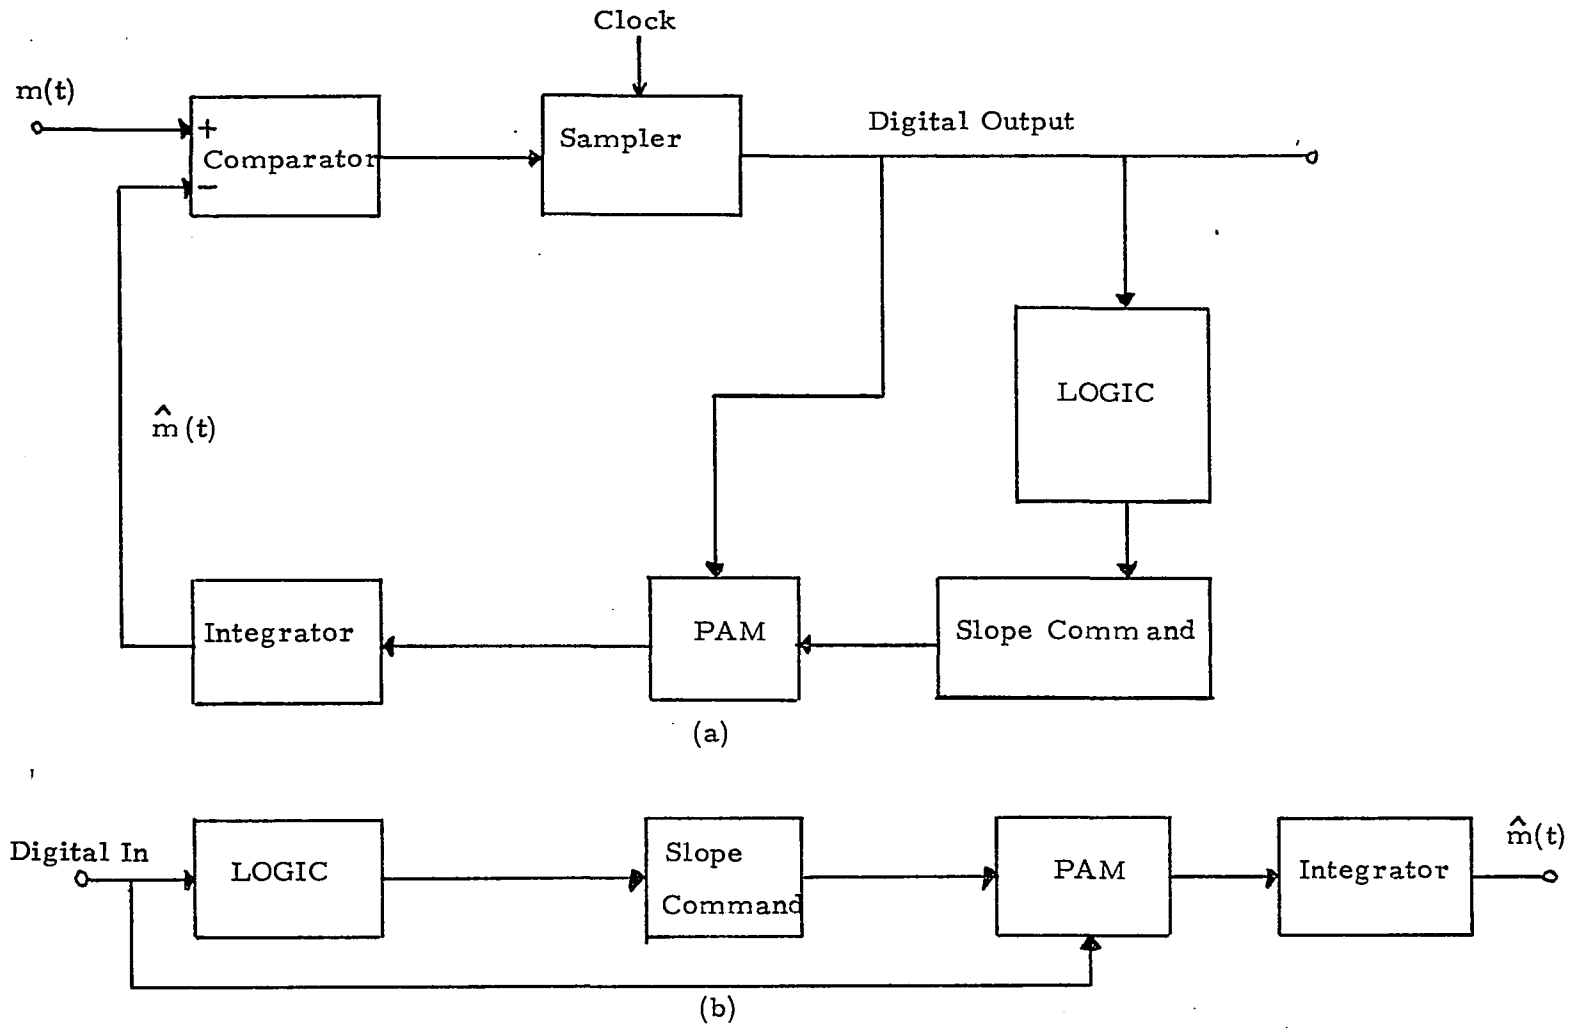 Clock
m(t)
+
Comparator
−
Sampler
Digital Output
LOGIC
m̂(t)
Integrator
PAM
Slope Command
(a)
Digital In
LOGIC
Slope
Command
PAM
Integrator
m̂(t)
(b)